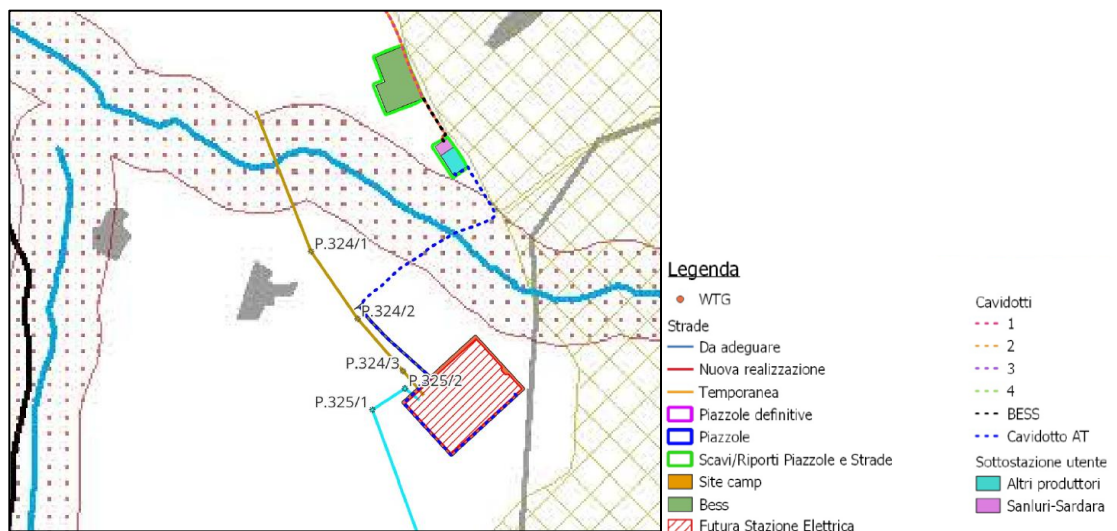 P.324/1
P.324/2
P.324/3
P.325/2
P.325/1
Legenda
WTG
Strade
Da adeguare
Nuova realizzazione
Temporanea
Piazzole definitive
Piazzole
Scavi/Riporti Piazzole e Strade
Site camp
Bess
Futura Stazione Elettrica
Cavidotti
1
2
3
4
BESS
Cavidotto AT
Sottostazione utente
Altri produttori
Sanluri-Sardara